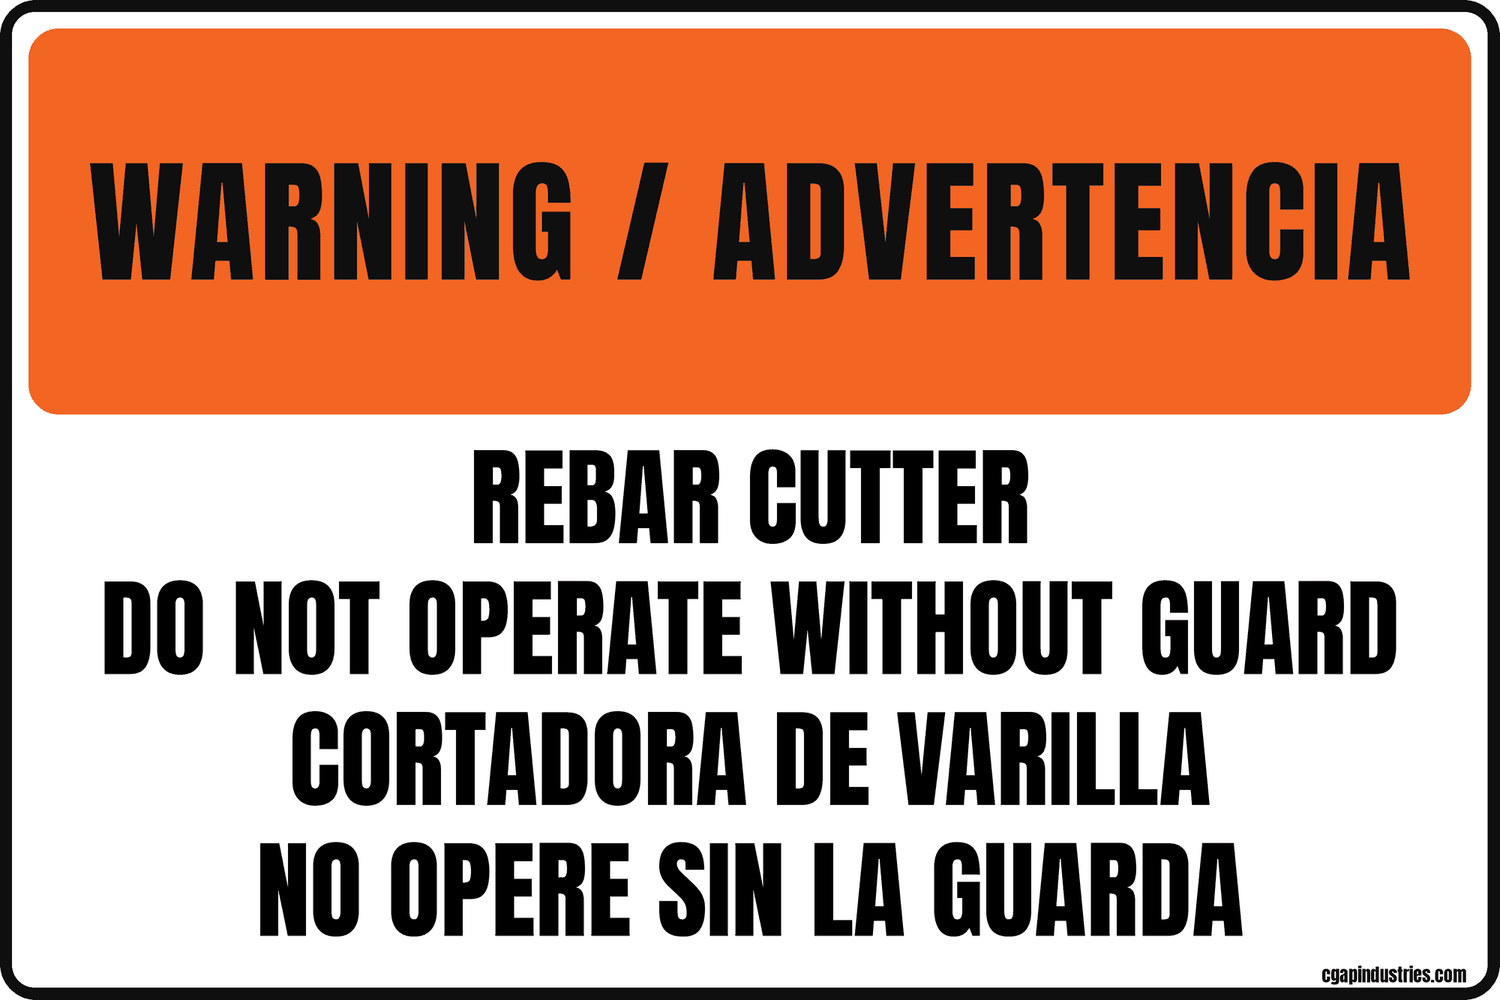 WARNING / ADVERTENCIA
REBAR CUTTER
DO NOT OPERATE WITHOUT GUARD
CORTADORA DE VARILLA
NO OPERE SIN LA GUARDA
cgapindustries.com